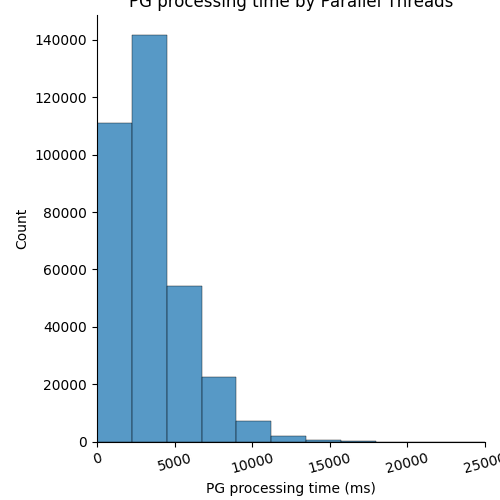 PG processing time by Parallel Threads
140000
120000
100000
80000
60000
40000
20000
0
Count
0 5000 10000 15000 20000 25000
PG processing time (ms)